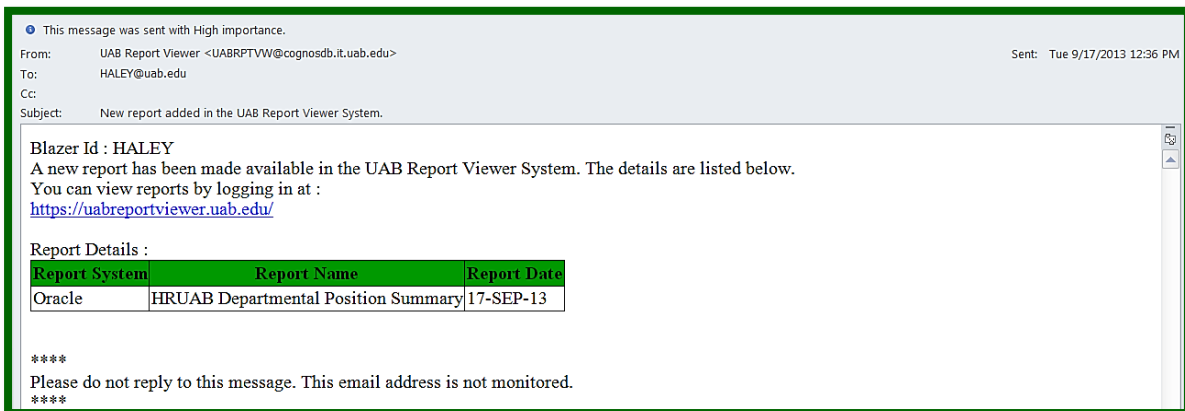 This message was sent with High importance.
From: UAB Report Viewer <UABRPTVW@cognosdb.it.uab.edu> Sent: Tue 9/17/2013 12:36 PM
To: HALEY@uab.edu
Cc:
Subject: New report added in the UAB Report Viewer System.
Blazer Id : HALEY
A new report has been made available in the UAB Report Viewer System. The details are listed below.
You can view reports by logging in at :
https://uabreportviewer.uab.edu/
Report Details :
Report System Report Name Report Date
Oracle HRUAB Departmental Position Summary 17-SEP-13
****
Please do not reply to this message. This email address is not monitored.
****